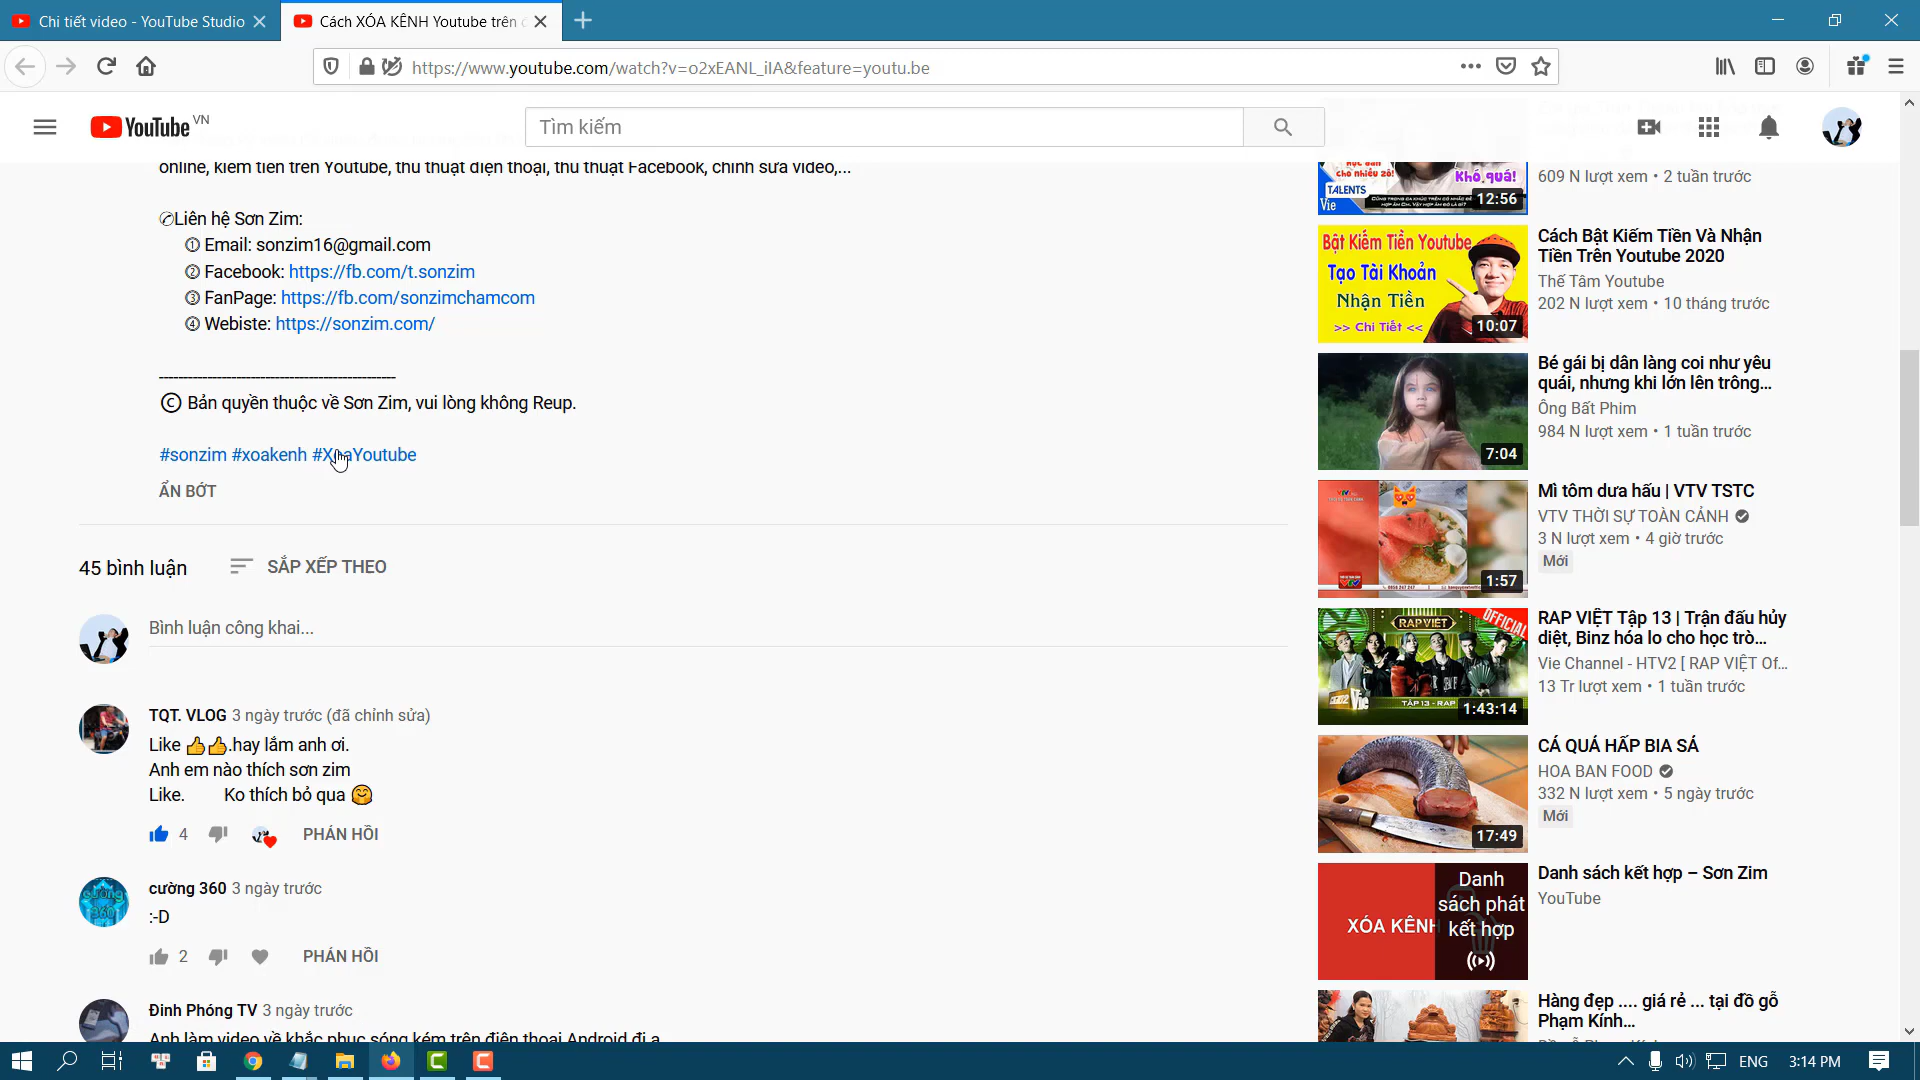 Chi tiết video - YouTube Studio
Cách XÓA KÊNH Youtube trên
https://www.youtube.com/watch?v=o2xEANL_iIA&feature=youtu.be
YouTube VN
Tìm kiếm
online, kiếm tiền trên Youtube, thủ thuật điện thoại, thủ thuật Facebook, chỉnh sửa video,...
✆Liên hệ Sơn Zim:
① Email: sonzim16@gmail.com
② Facebook: https://fb.com/t.sonzim
③ FanPage: https://fb.com/sonzimchamcom
④ Webiste: https://sonzim.com/
-------------------------------------------------
© Bản quyền thuộc về Sơn Zim, vui lòng không Reup.
#sonzim #xoakenh #XoaYoutube
ẨN BỚT
45 bình luận
SẮP XẾP THEO
Bình luận công khai...
TQT. VLOG 3 ngày trước (đã chỉnh sửa)
Like 👍👍.hay lắm anh ơi.
Anh em nào thích sơn zim
Like. Ko thích bỏ qua 🤗
4 PHẢN HỒI
cường 360 3 ngày trước
:-D
2 PHẢN HỒI
Đinh Phóng TV 3 ngày trước
Anh làm video về khắc phục sóng kém trên điện thoại Android đi ạ
cho nhiều zô!
Khó quá!
TALENTS
Vie
12:56
609 N lượt xem • 2 tuần trước
Bật Kiếm Tiền Youtube
Tạo Tài Khoản
Nhận Tiền
>> Chi Tiết <<
10:07
Cách Bật Kiếm Tiền Và Nhận
Tiền Trên Youtube 2020
Thế Tâm Youtube
202 N lượt xem • 10 tháng trước
7:04
Bé gái bị dân làng coi như yêu
quái, nhưng khi lớn lên trông...
Ông Bất Phim
984 N lượt xem • 1 tuần trước
1:57
Mì tôm dưa hấu | VTV TSTC
VTV THỜI SỰ TOÀN CẢNH
3 N lượt xem • 4 giờ trước
Mới
OFFICIAL
RAP VIỆT
TẬP 13 - RAP
1:43:14
RAP VIỆT Tập 13 | Trận đấu hủy
diệt, Binz hóa lo cho học trò...
Vie Channel - HTV2 [ RAP VIỆT Of...
13 Tr lượt xem • 1 tuần trước
17:49
CÁ QUẢ HẤP BIA SẢ
HOA BAN FOOD
332 N lượt xem • 5 ngày trước
Mới
XÓA KÊNH
Danh
sách phát
kết hợp
Danh sách kết hợp – Sơn Zim
YouTube
Hàng đẹp .... giá rẻ ... tại đồ gỗ
Phạm Kính...
ENG
3:14 PM